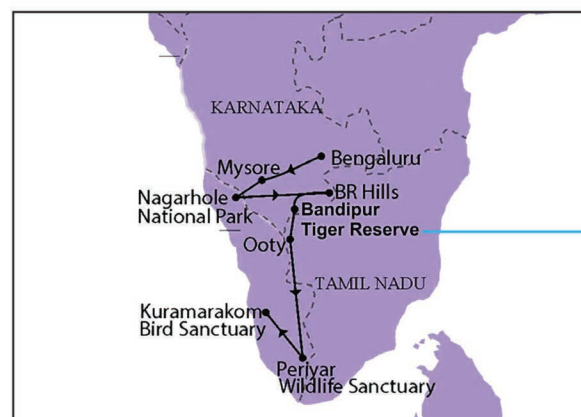 KARNATAKA
Bengaluru
Mysore
BR Hills
Nagarhole
National Park
Bandipur
Tiger Reserve
Ooty
TAMIL NADU
Kuramarakom
Bird Sanctuary
Periyar
Wildlife Sanctuary